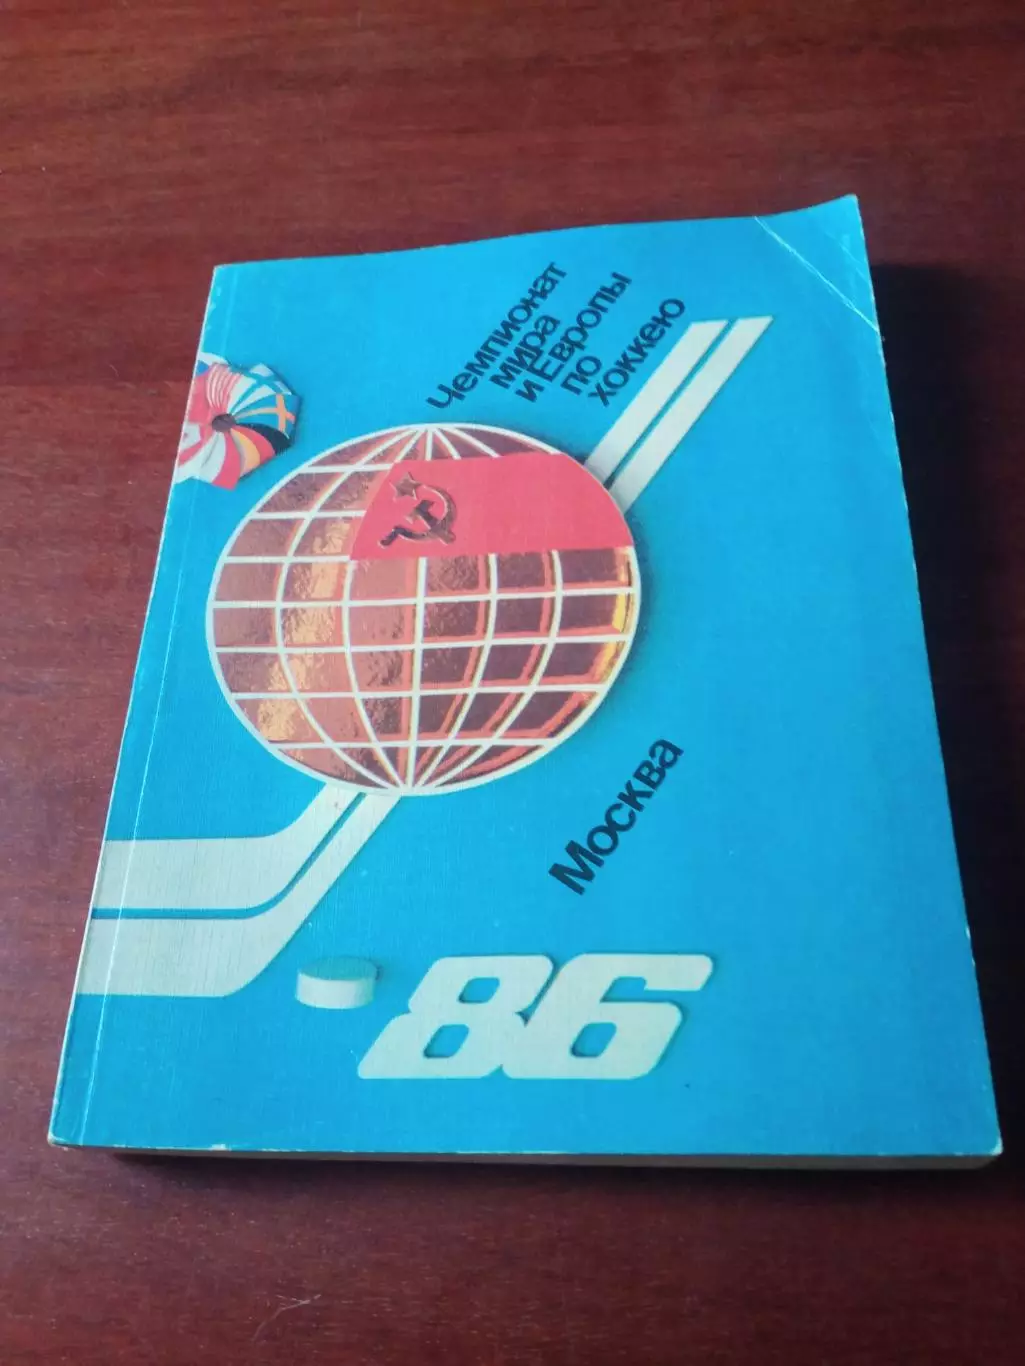 Чемпионат
мира
и Европы
по
хоккею
Москва
86